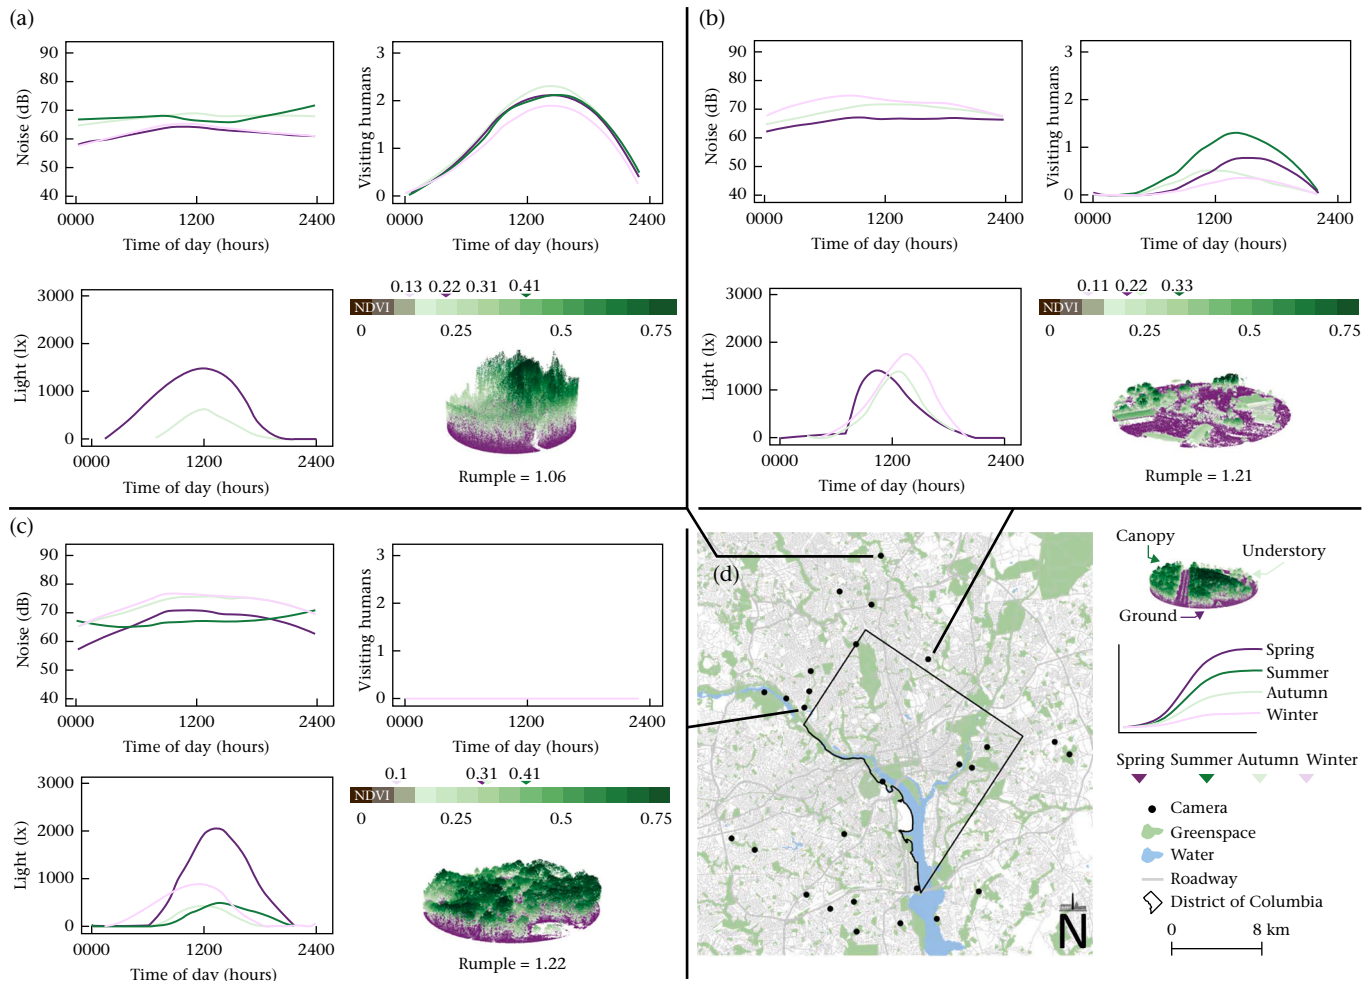 (a)
90
80
70
60
50
40
Noise (dB)
0000 1200 2400
Time of day (hours)
3
2
1
0
Visiting humans
0000 1200 2400
Time of day (hours)
3000
2000
1000
0
Light (lx)
0000 1200 2400
Time of day (hours)
0.13 0.22 0.31 0.41
NDVI
0 0.25 0.5 0.75
Rumple = 1.06
(b)
90
80
70
60
50
40
Noise (dB)
0000 1200 2400
Time of day (hours)
3
2
1
0
Visiting humans
0000 1200 2400
Time of day (hours)
3000
2000
1000
0
Light (lx)
0000 1200 2400
Time of day (hours)
0.11 0.22 0.33
NDVI
0 0.25 0.5 0.75
Rumple = 1.21
(c)
90
80
70
60
50
40
Noise (dB)
0000 1200 2400
Time of day (hours)
3
2
1
0
Visiting humans
0000 1200 2400
Time of day (hours)
3000
2000
1000
0
Light (lx)
0000 1200 2400
Time of day (hours)
0.1 0.31 0.41
NDVI
0 0.25 0.5 0.75
Rumple = 1.22
(d)
N
Canopy
Understory
Ground
Spring
Summer
Autumn
Winter
Spring Summer Autumn Winter
Camera
Greenspace
Water
Roadway
District of Columbia
0 8 km